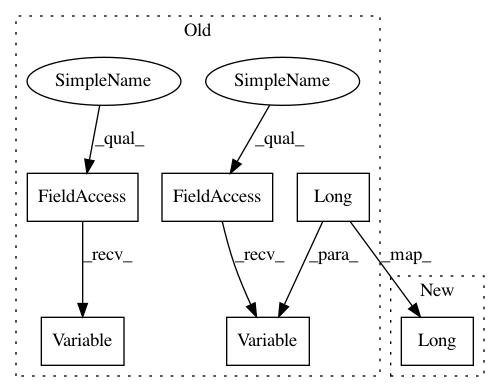 Old
SimpleName
SimpleName
_qual_
_qual_
FieldAccess
FieldAccess
Long
_recv_
_recv_
_para_
_map_
New
Variable
Variable
Long